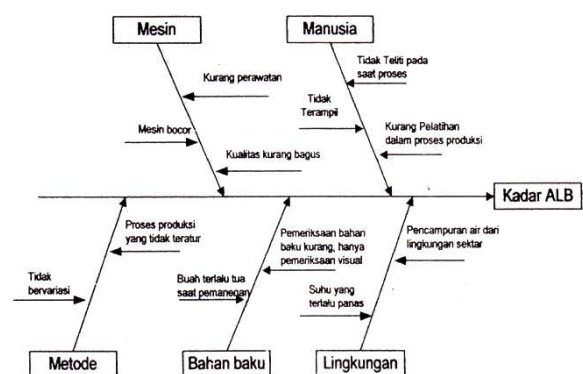 Mesin
Manusia
Kurang perawatan
Mesin bocor
Kualitas kurang bagus
Tidak Teliti pada
saat proses
Tidak
Terampil
Kurang Pelatihan
dalam proses produksi
Kadar ALB
Proses produksi
yang tidak teratur
Tidak
bervariasi
Pemeriksaan bahan
baku kurang, hanya
pemeriksaan visual
Buah terlalu tua
saat pemanegan
Pencampuran air dari
lingkungan sektar
Suhu yang
terlalu panas
Metode
Bahan baku
Lingkungan